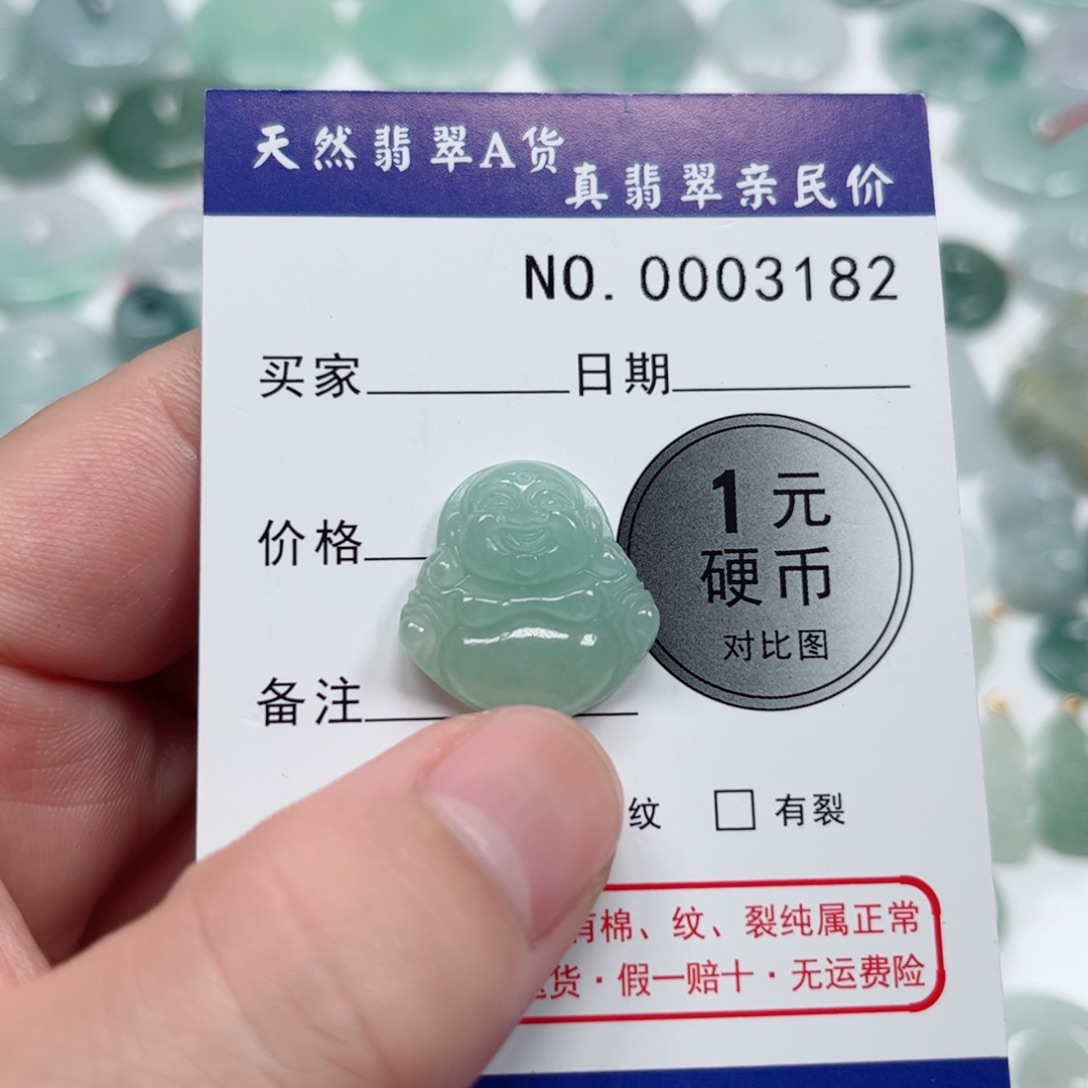 天然翡翠A货
真翡翠亲民价
NO. 0003182
买家 日期
1元
硬币
对比图
价格
备注
纹 □ 有裂
有棉、纹、裂纯属正常
货·假一赔十·无运费险